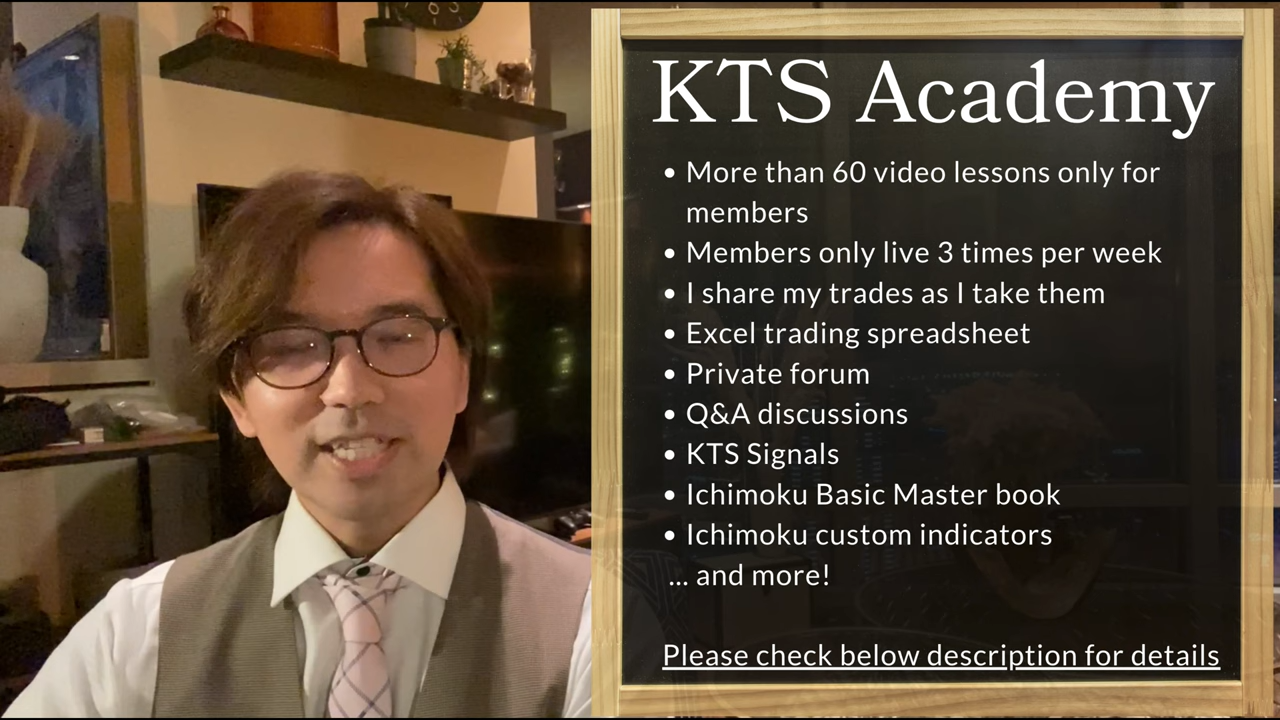 KTS Academy
• More than 60 video lessons only for
members
• Members only live 3 times per week
• I share my trades as I take them
• Excel trading spreadsheet
• Private forum
• Q&A discussions
• KTS Signals
• Ichimoku Basic Master book
• Ichimoku custom indicators
... and more!
Please check below description for details